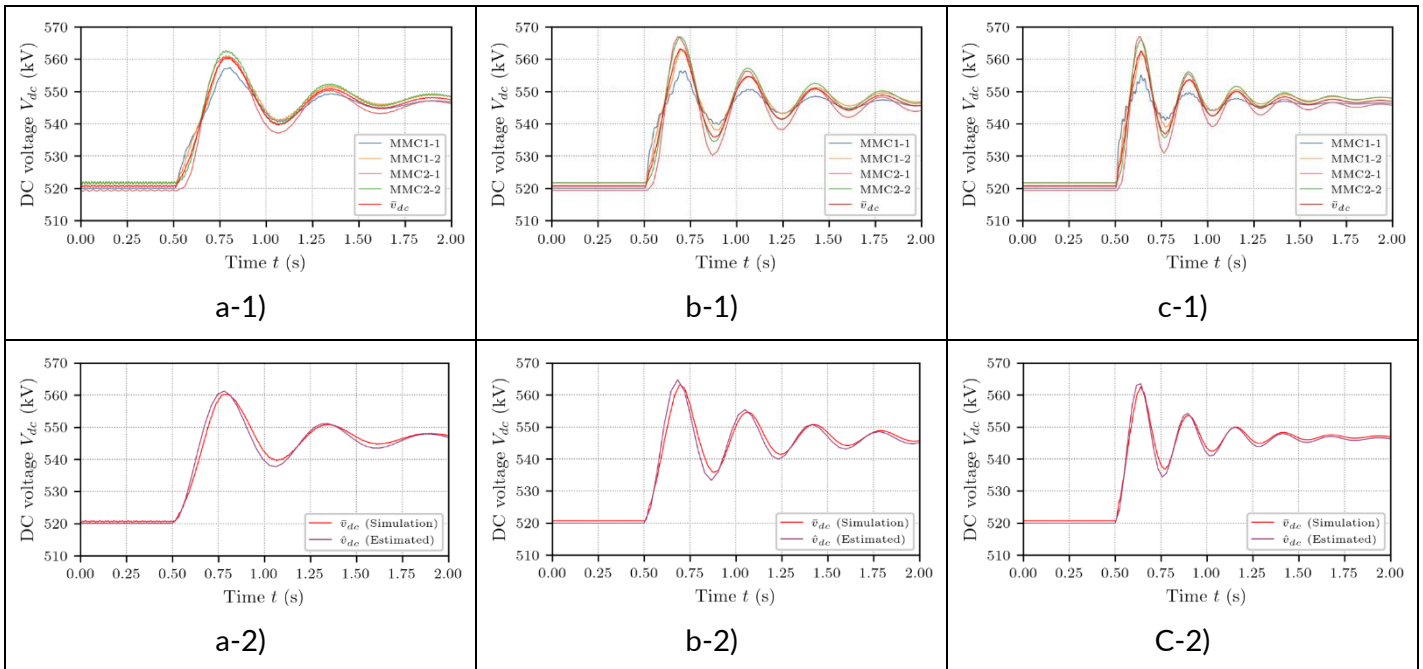 570
560
550
540
530
520
510
DC voltage V_dc (kV)
MMC1-1
MMC1-2
MMC2-1
MMC2-2
v̄_dc
0.00 0.25 0.50 0.75 1.00 1.25 1.50 1.75 2.00
Time t (s)
a-1)
570
560
550
540
530
520
510
DC voltage V_dc (kV)
MMC1-1
MMC1-2
MMC2-1
MMC2-2
v̄_dc
0.00 0.25 0.50 0.75 1.00 1.25 1.50 1.75 2.00
Time t (s)
b-1)
570
560
550
540
530
520
510
DC voltage V_dc (kV)
MMC1-1
MMC1-2
MMC2-1
MMC2-2
v̄_dc
0.00 0.25 0.50 0.75 1.00 1.25 1.50 1.75 2.00
Time t (s)
c-1)
570
560
550
540
530
520
510
DC voltage V_dc (kV)
v̄_dc (Simulation)
v̂_dc (Estimated)
0.00 0.25 0.50 0.75 1.00 1.25 1.50 1.75 2.00
Time t (s)
a-2)
570
560
550
540
530
520
510
DC voltage V_dc (kV)
v̄_dc (Simulation)
v̂_dc (Estimated)
0.00 0.25 0.50 0.75 1.00 1.25 1.50 1.75 2.00
Time t (s)
b-2)
570
560
550
540
530
520
510
DC voltage V_dc (kV)
v̄_dc (Simulation)
v̂_dc (Estimated)
0.00 0.25 0.50 0.75 1.00 1.25 1.50 1.75 2.00
Time t (s)
C-2)